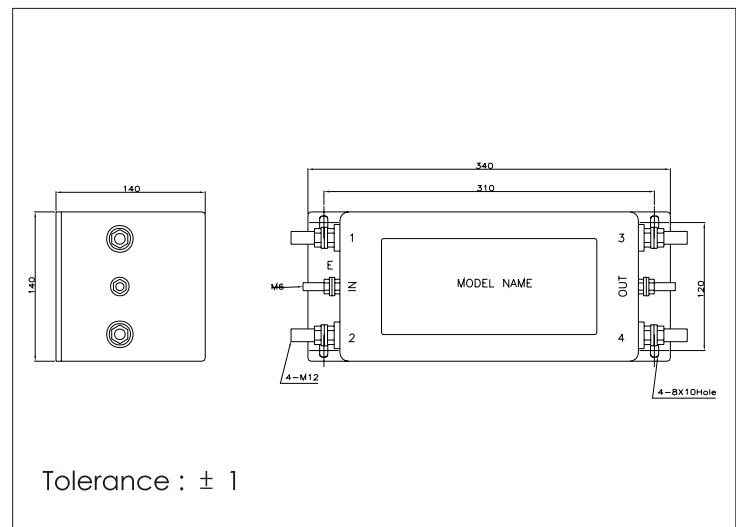 340
140
310
1
3
E
M6
IN
MODEL NAME
OUT
140
120
2
4
4-M12
4-8X10Hole
Tolerance : ± 1